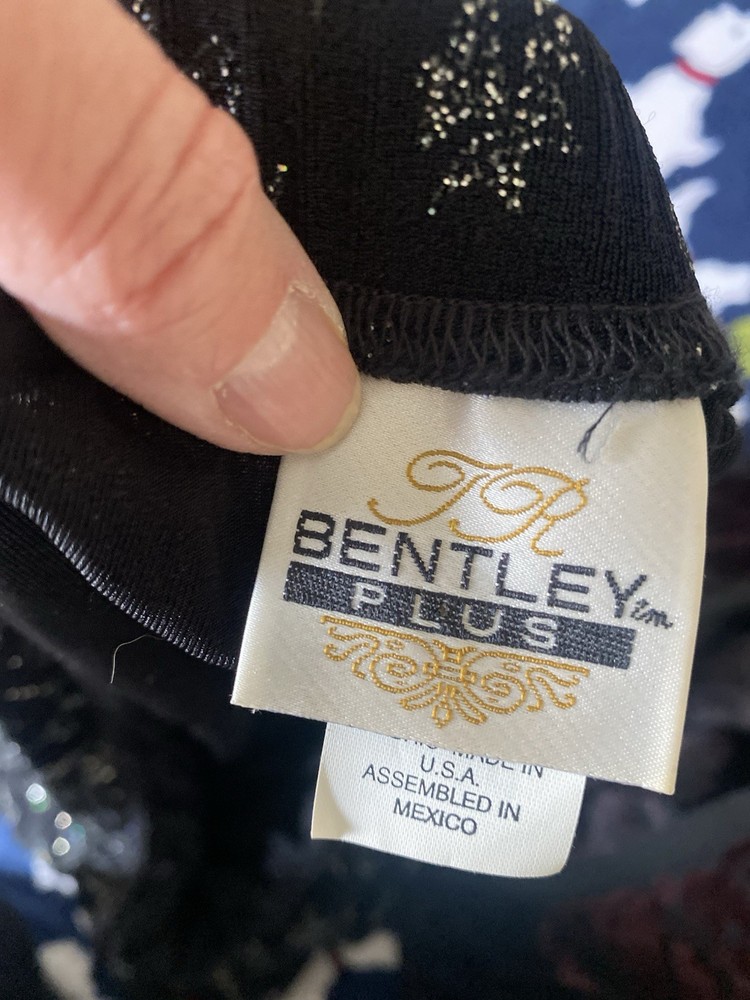 TR
BENTLEY tm
PLUS
MADE IN
U.S.A.
ASSEMBLED IN
MEXICO